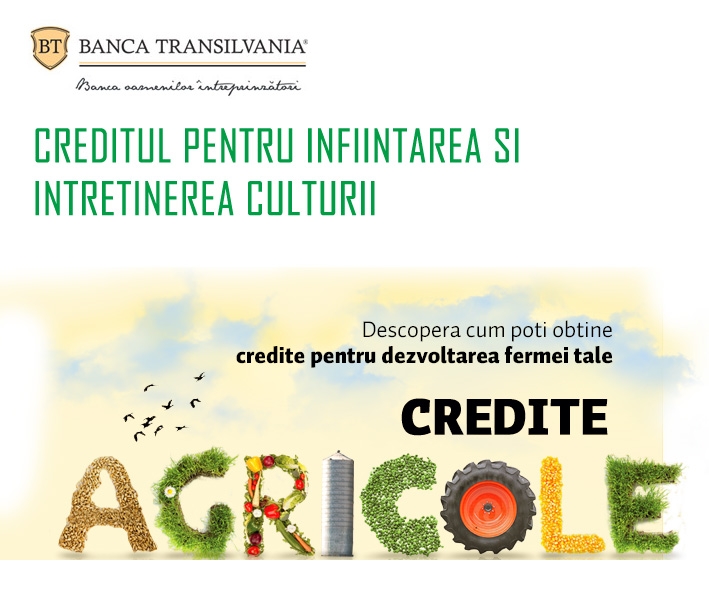 BT BANCA TRANSILVANIA®
Banca oamenilor întreprinzători
CREDITUL PENTRU INFIINTAREA SI
INTRETINEREA CULTURII
Descopera cum poti obtine
credite pentru dezvoltarea fermei tale
CREDITE
AGRICOLE